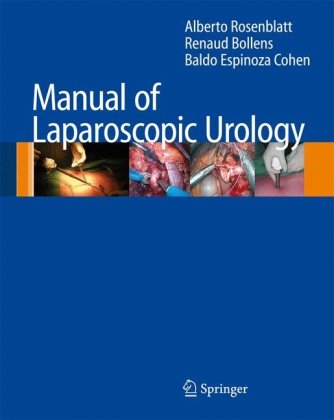 Alberto Rosenblatt
Renaud Bollens
Baldo Espinoza Cohen
Manual of
Laparoscopic Urology
Springer